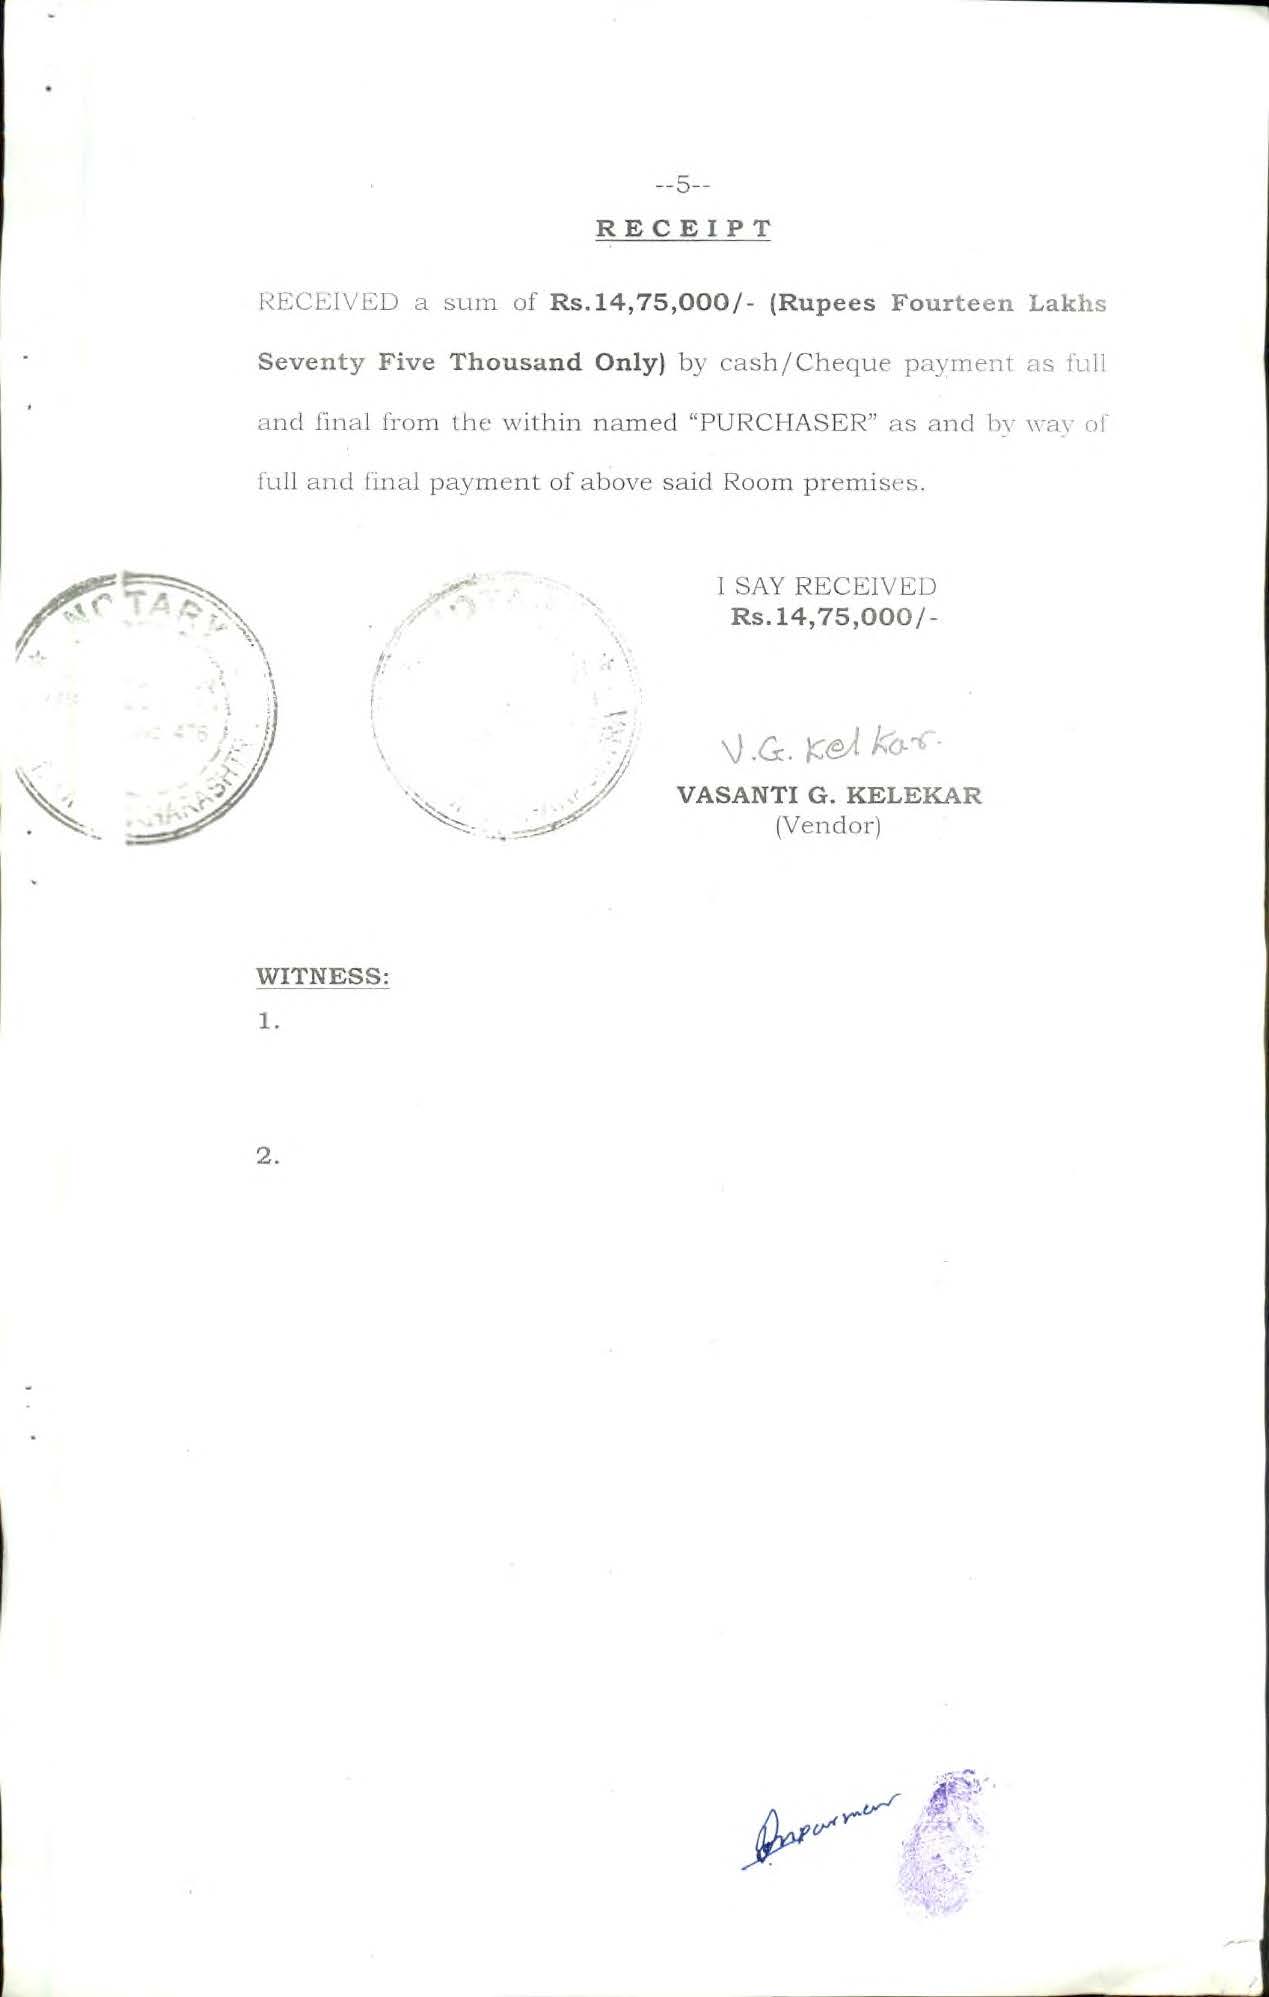 --5--
RECEIPT
RECEIVED a sum of Rs.14,75,000/- (Rupees Fourteen Lakhs
Seventy Five Thousand Only) by cash/Cheque payment as full
and final from the within named “PURCHASER” as and by way of
full and final payment of above said Room premises.
I SAY RECEIVED
Rs.14,75,000/-
NOTARY
V.G. Kelkar.
VASANTI G. KELEKAR
(Vendor)
WITNESS:
1.
2.